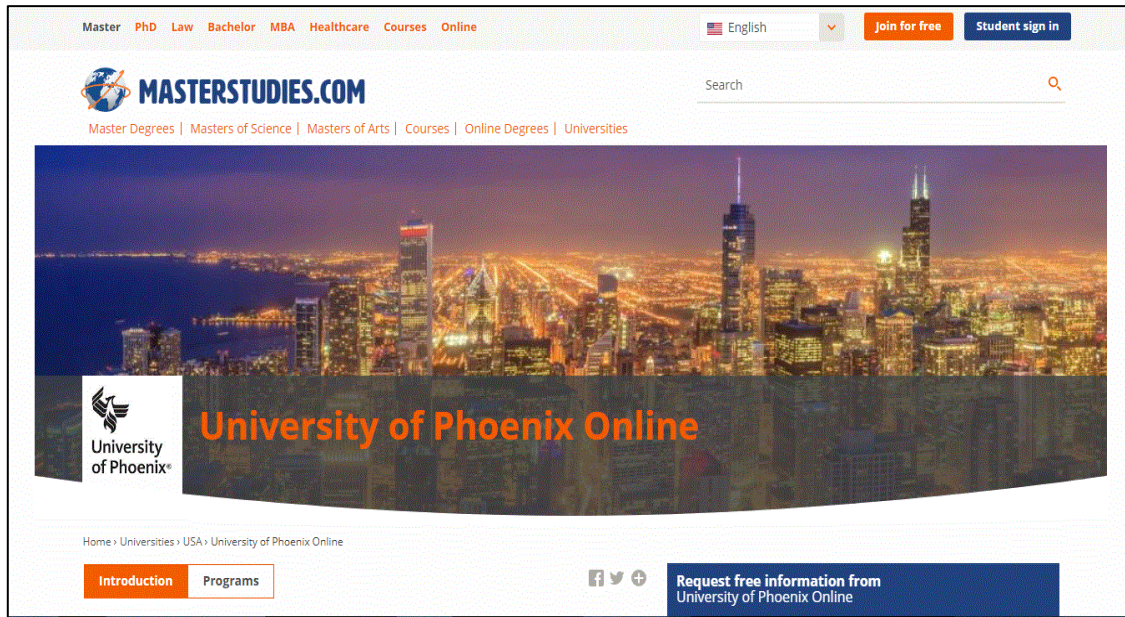 Master PhD Law Bachelor MBA Healthcare Courses Online
English
Join for free
Student sign in
MASTERSTUDIES.COM
Search
Master Degrees | Masters of Science | Masters of Arts | Courses | Online Degrees | Universities
University of Phoenix Online
University
of Phoenix®
Home › Universities › USA › University of Phoenix Online
Introduction Programs
Request free information from
University of Phoenix Online